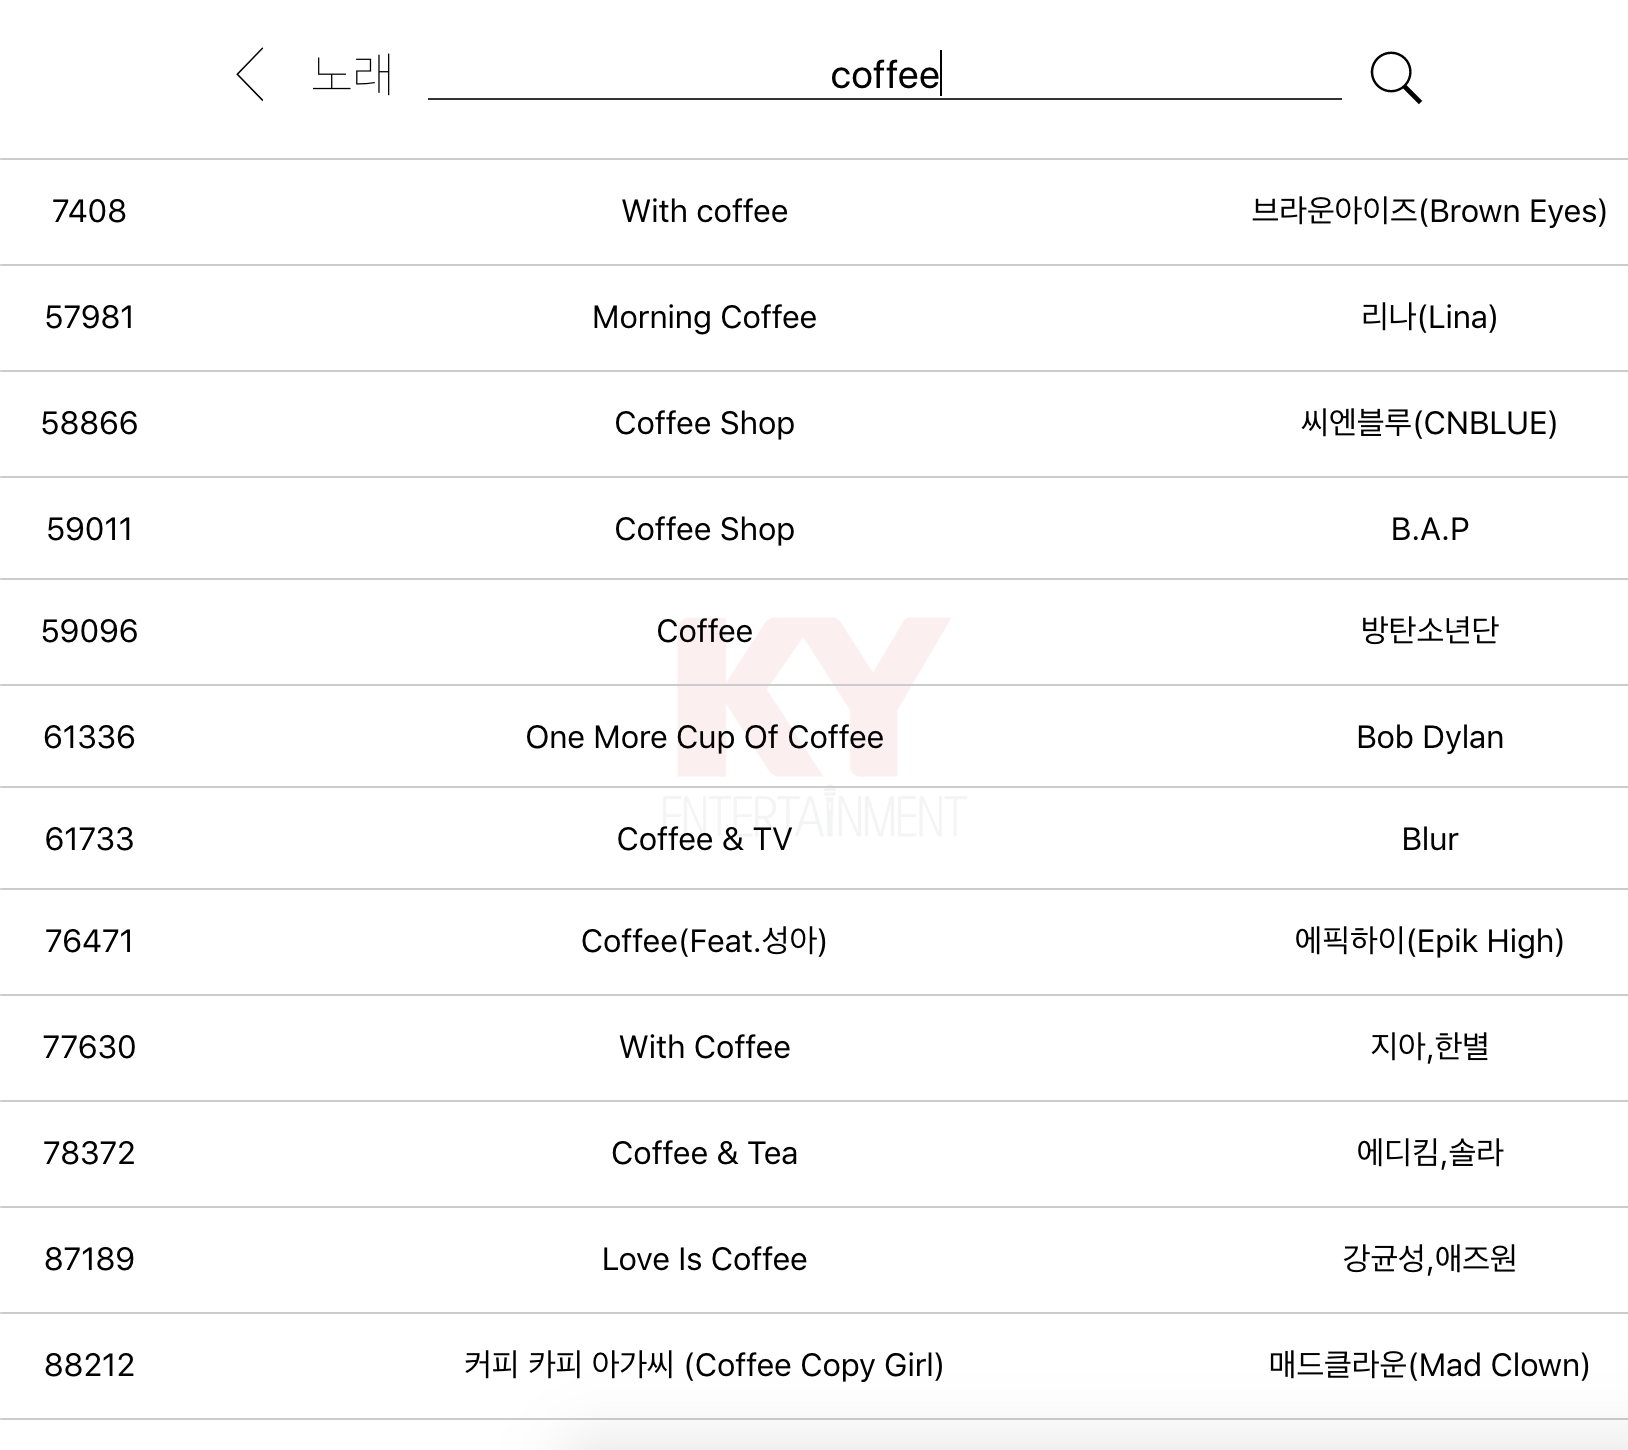 노래 coffee
7408 With coffee 브라운아이즈(Brown Eyes)
57981 Morning Coffee 리나(Lina)
58866 Coffee Shop 씨엔블루(CNBLUE)
59011 Coffee Shop B.A.P
59096 Coffee 방탄소년단
61336 One More Cup Of Coffee Bob Dylan
61733 Coffee & TV Blur
76471 Coffee(Feat.성아) 에픽하이(Epik High)
77630 With Coffee 지아,한별
78372 Coffee & Tea 에디킴,솔라
87189 Love Is Coffee 강균성,애즈원
88212 커피 카피 아가씨 (Coffee Copy Girl) 매드클라운(Mad Clown)
KY
ENTERTAINMENT